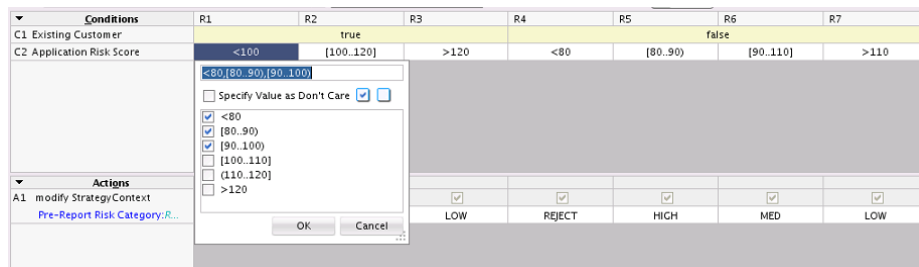 Conditions R1 R2 R3 R4 R5 R6 R7
C1 Existing Customer true false
C2 Application Risk Score <100 [100..120] >120 <80 [80..90) [90..110] >110
<80,[80..90),[90..100)
Specify Value as Don't Care
<80
[80..90)
[90..100)
[100..110]
(110..120]
>120
Actions
A1 modify StrategyContext
Pre-Report Risk Category:R... LOW REJECT HIGH MED LOW
OK Cancel